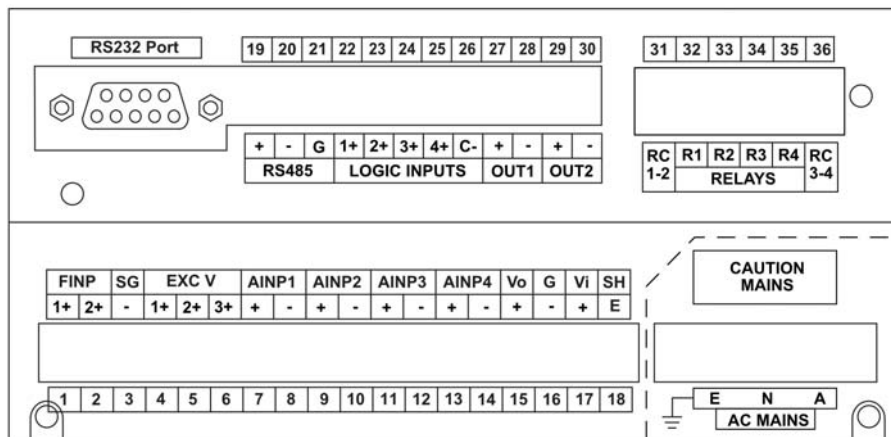 RS232 Port
19 20 21 22 23 24 25 26 27 28 29 30
31 32 33 34 35 36
+ - G 1+ 2+ 3+ 4+ C- + - + -
RS485 LOGIC INPUTS OUT1 OUT2
RC 1-2 R1 R2 R3 R4 RC 3-4
RELAYS
CAUTION
MAINS
FINP SG EXC V AINP1 AINP2 AINP3 AINP4 Vo G Vi SH
1+ 2+ - 1+ 2+ 3+ + - + - + - + - + - + E
1 2 3 4 5 6 7 8 9 10 11 12 13 14 15 16 17 18
E N A
AC MAINS